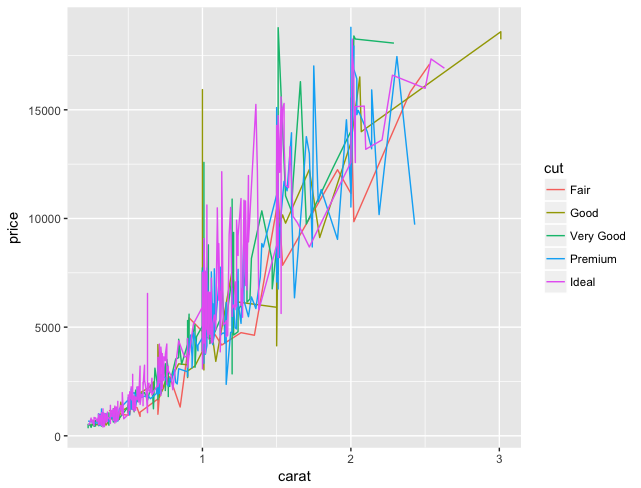 15000
10000
5000
0
price
1
2
3
carat
cut
Fair
Good
Very Good
Premium
Ideal